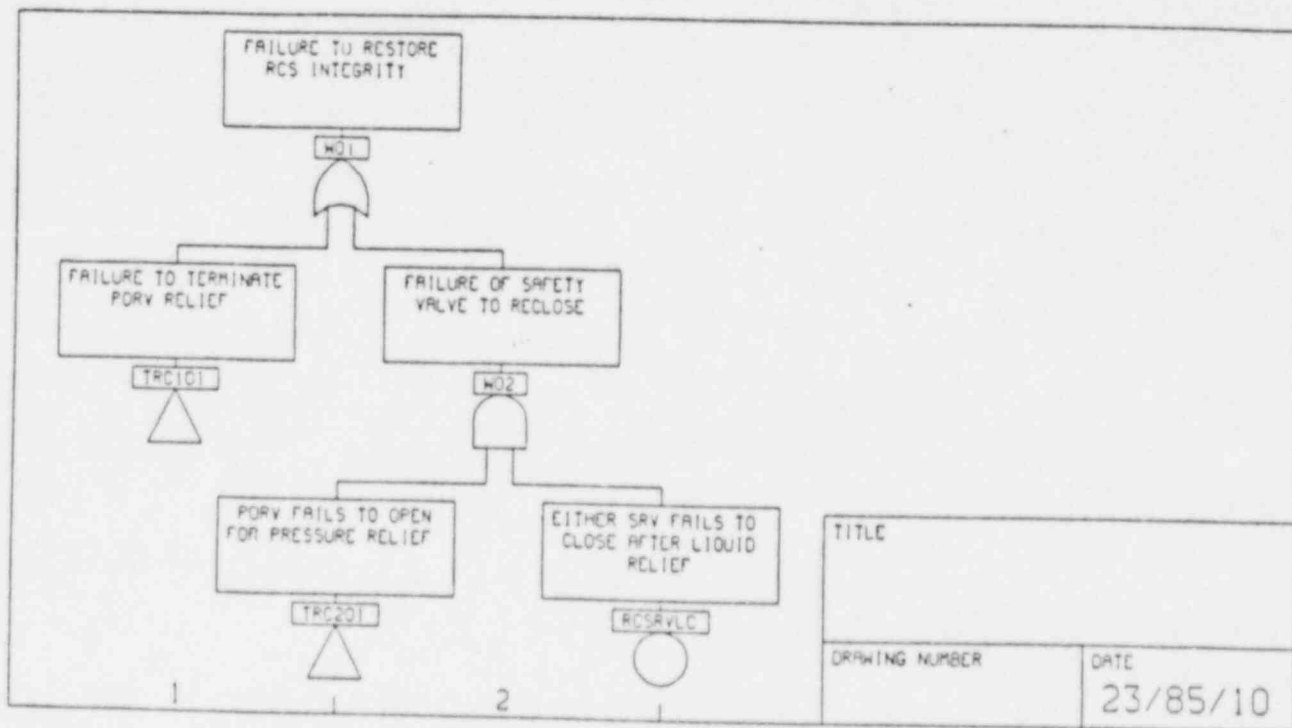 FAILURE TO RESTORE
RCS INTEGRITY
W01
FAILURE TO TERMINATE
PORV RELIEF
TRC101
FAILURE OF SAFETY
VALVE TO RECLOSE
W02
PORV FAILS TO OPEN
FOR PRESSURE RELIEF
TRC201
EITHER SRV FAILS TO
CLOSE AFTER LIQUID
RELIEF
RCSRVLC
1
2
TITLE
DRAWING NUMBER
DATE
23/85/10